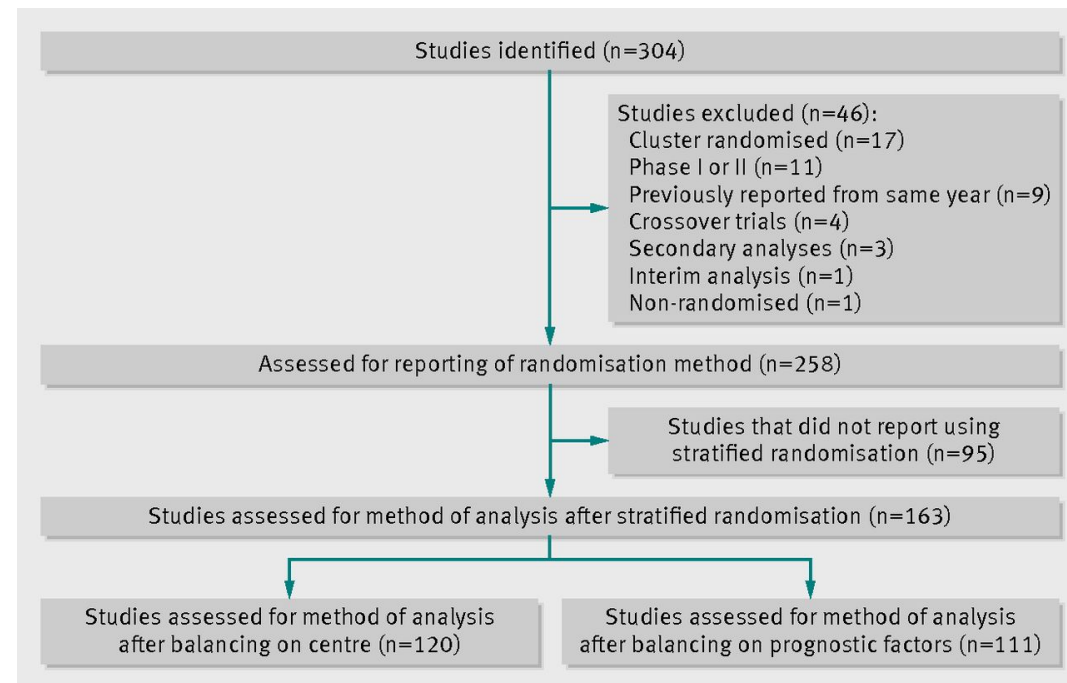 Studies identified (n=304)
Studies excluded (n=46):
Cluster randomised (n=17)
Phase I or II (n=11)
Previously reported from same year (n=9)
Crossover trials (n=4)
Secondary analyses (n=3)
Interim analysis (n=1)
Non-randomised (n=1)
Assessed for reporting of randomisation method (n=258)
Studies that did not report using
stratified randomisation (n=95)
Studies assessed for method of analysis after stratified randomisation (n=163)
Studies assessed for method of analysis
after balancing on centre (n=120)
Studies assessed for method of analysis
after balancing on prognostic factors (n=111)